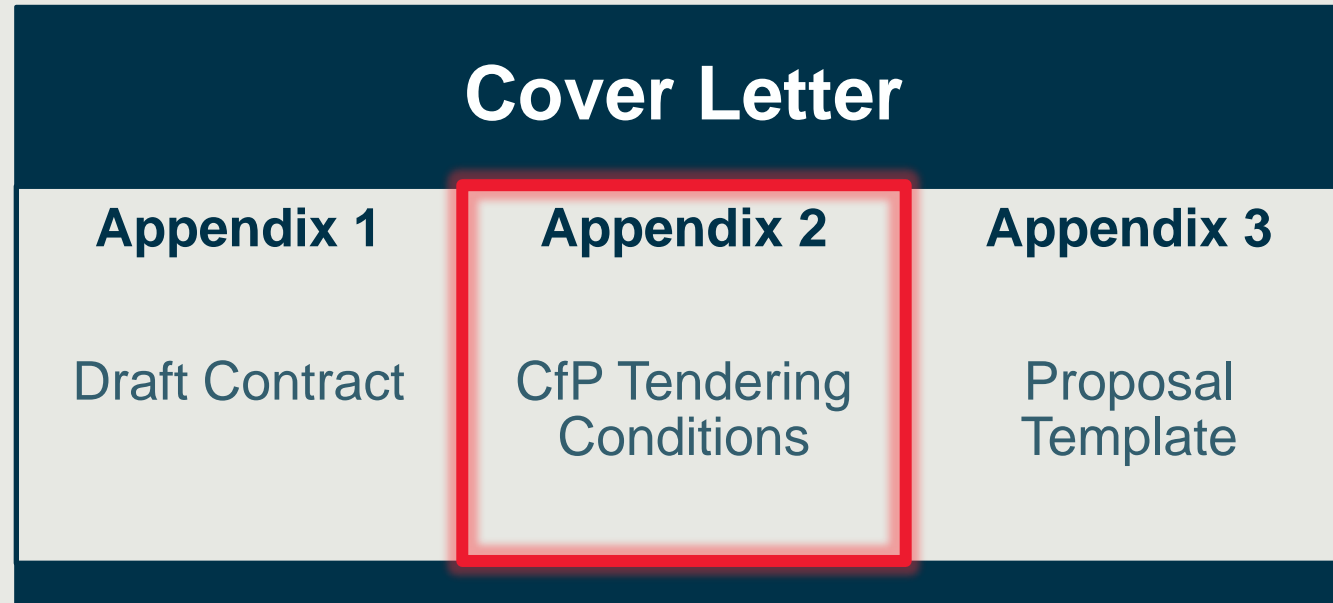 Cover Letter
Appendix 1
Draft Contract
Appendix 2
CfP Tendering
Conditions
Appendix 3
Proposal
Template